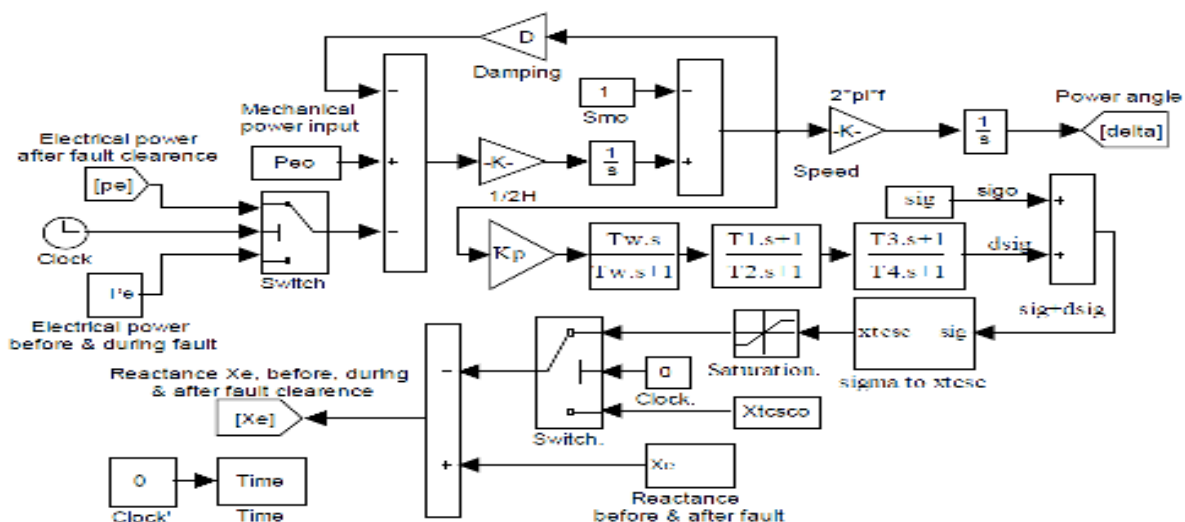 D
Damping
Mechanical
power input
Peo
Electrical power
after fault clearence
[pe]
Clock
Pe
Switch
Electrical power
before & during fault
-K-
1/2H
1
s
1
Smo
2*pi*f
-K-
Speed
1
s
Power angle
[delta]
sig
sigo
Kp
Tw.s
Tw.s+1
T1.s+1
T2.s+1
T3.s+1
T4.s+1
dsig
sig+dsig
xtcsc sig
sigma to xtcsc
Saturation.
0
Clock.
Xtcsco
Switch.
Reactance Xe, before, during
& after fault clearence
[Xe]
Xe
Reactance
before & after fault
0
Clock'
Time
Time